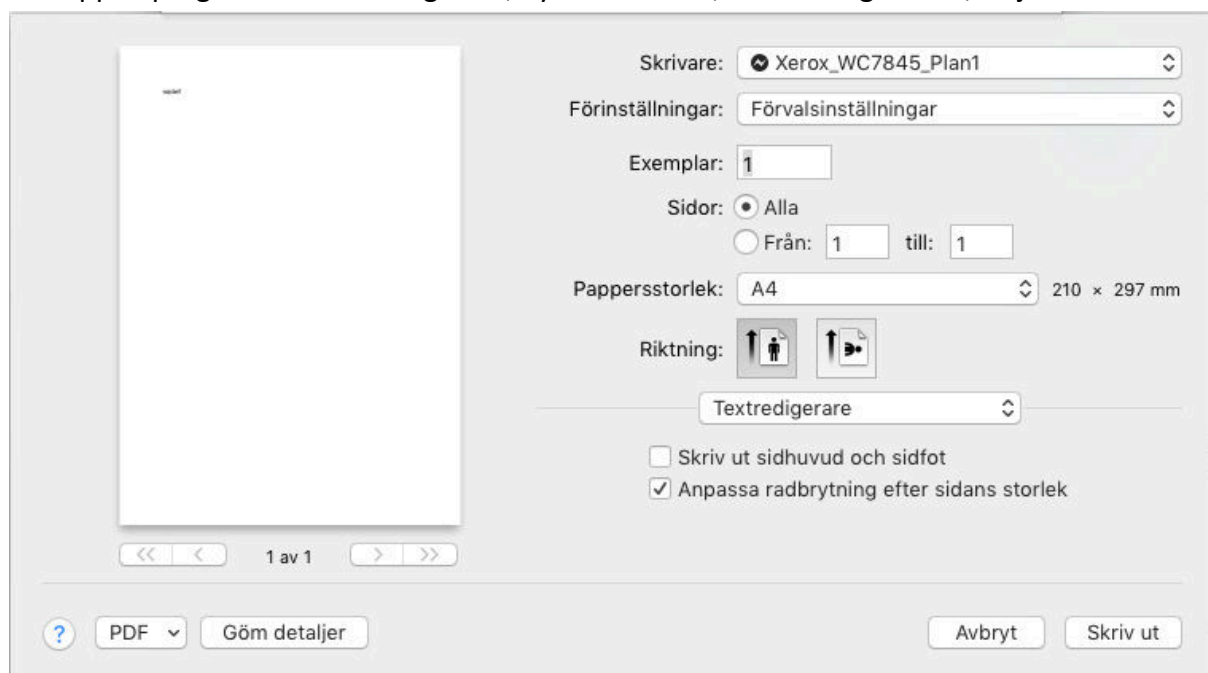 Skrivare: Xerox_WC7845_Plan1
Förinställningar: Förvalsinställningar
Exemplar: 1
Sidor: Alla
Från: 1 till: 1
Pappersstorlek: A4 210 × 297 mm
Riktning:
Textredigerare
Skriv ut sidhuvud och sidfot
Anpassa radbrytning efter sidans storlek
<< < 1 av 1 > >>
? PDF Göm detaljer Avbryt Skriv ut